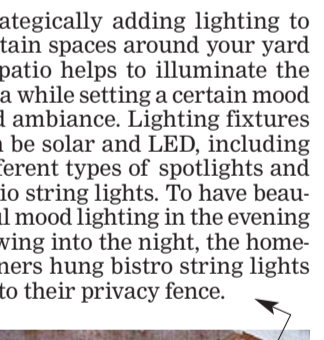 ategically adding lighting to
tain spaces around your yard
patio helps to illuminate the
a while setting a certain mood
d ambiance. Lighting fixtures
n be solar and LED, including
ferent types of spotlights and
io string lights. To have beau-
ul mood lighting in the evening
wing into the night, the home-
ners hung bistro string lights
to their privacy fence.